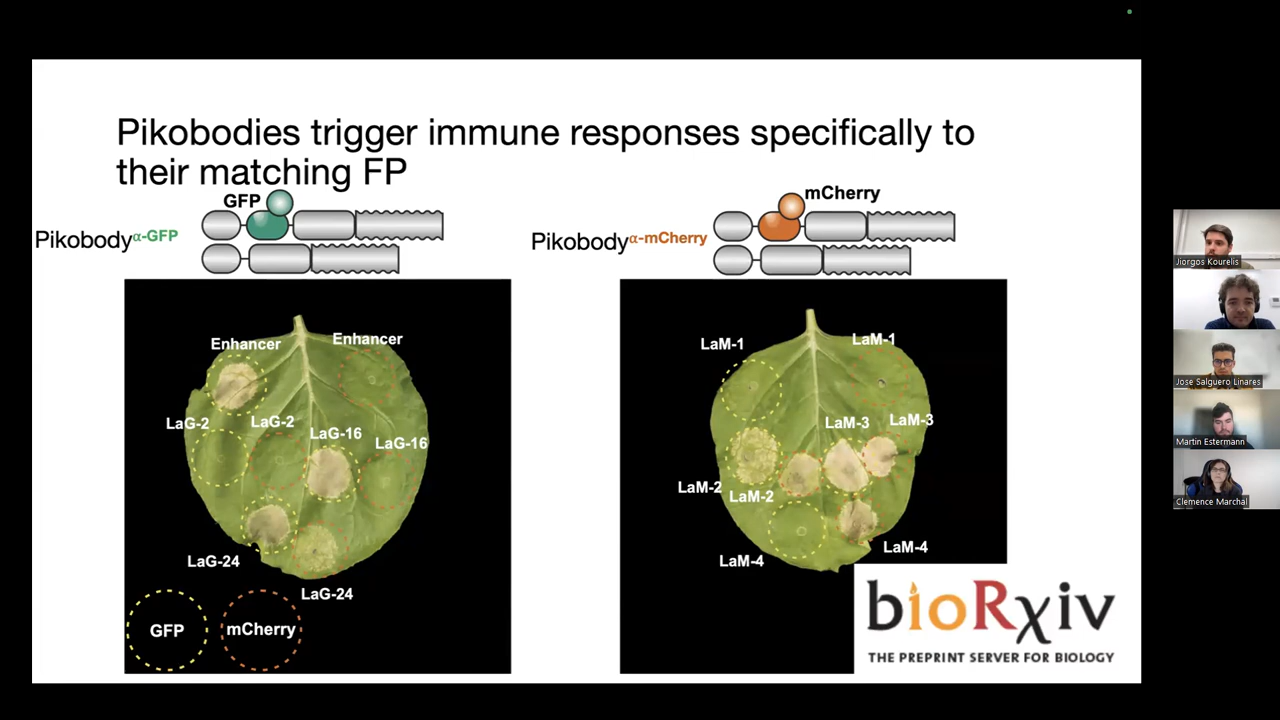 Pikobodies trigger immune responses specifically to
their matching FP
GFP
Pikobodyα-GFP
mCherry
Pikobodyα-mCherry
Enhancer
Enhancer
LaG-2
LaG-2
LaG-16
LaG-16
LaG-24
LaG-24
GFP
mCherry
LaM-1
LaM-1
LaM-3
LaM-3
LaM-2
LaM-2
LaM-4
LaM-4
bioRχiv
THE PREPRINT SERVER FOR BIOLOGY
Jiorgos Kourelis
Jose Salguero Linares
Martin Estermann
Clemence Marchal